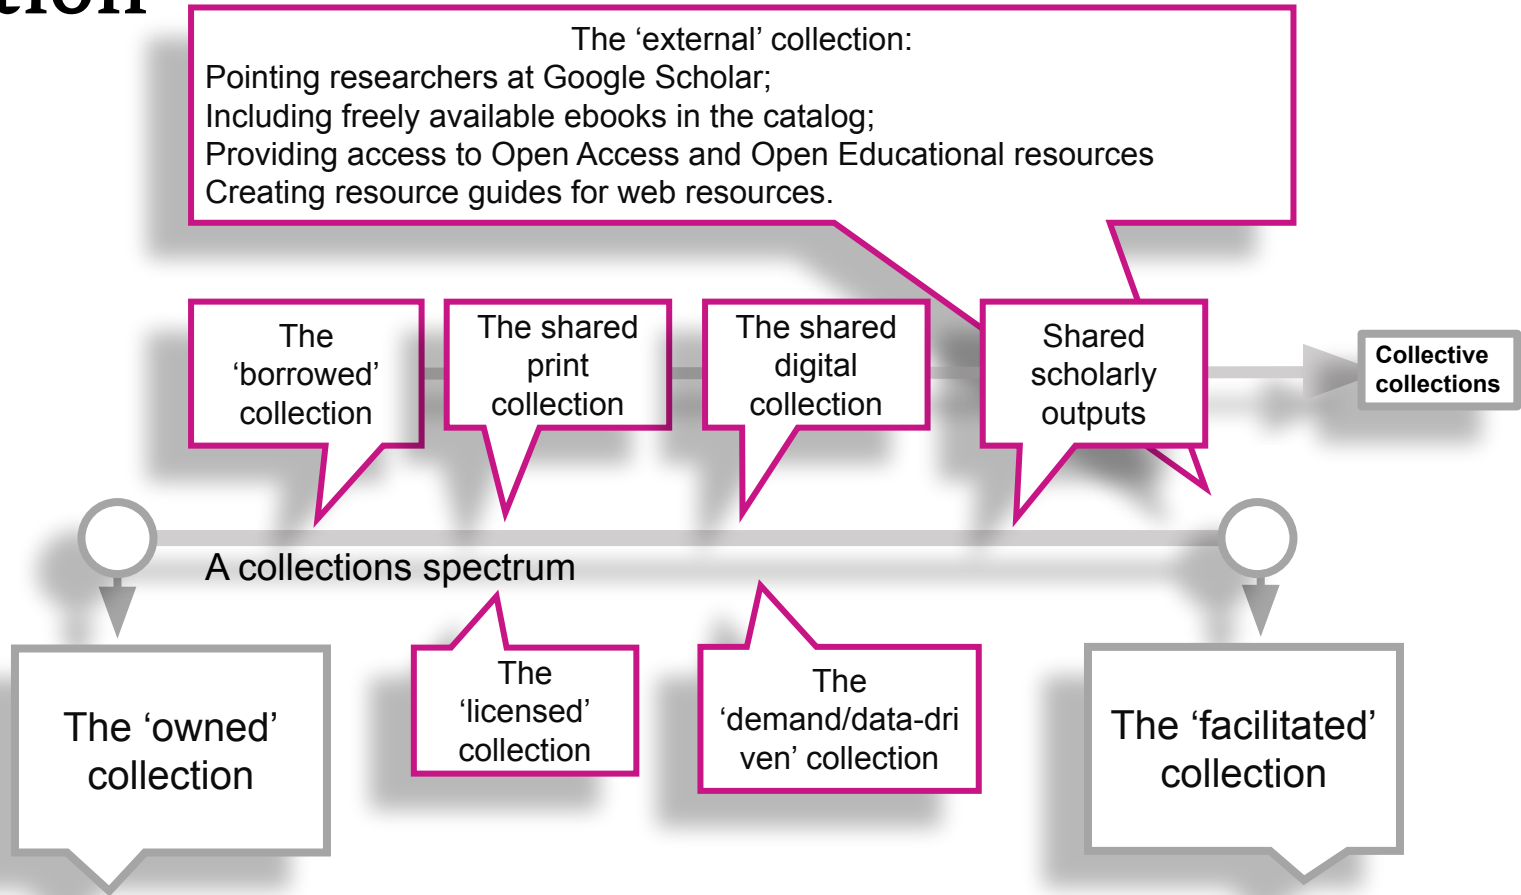 The ‘external’ collection:
Pointing researchers at Google Scholar;
Including freely available ebooks in the catalog;
Providing access to Open Access and Open Educational resources
Creating resource guides for web resources.
The
‘borrowed’
collection
The shared
print
collection
The shared
digital
collection
Shared
scholarly
outputs
Collective
collections
A collections spectrum
The ‘owned’
collection
The
‘licensed’
collection
The
‘demand/data-dri
ven’ collection
The ‘facilitated’
collection